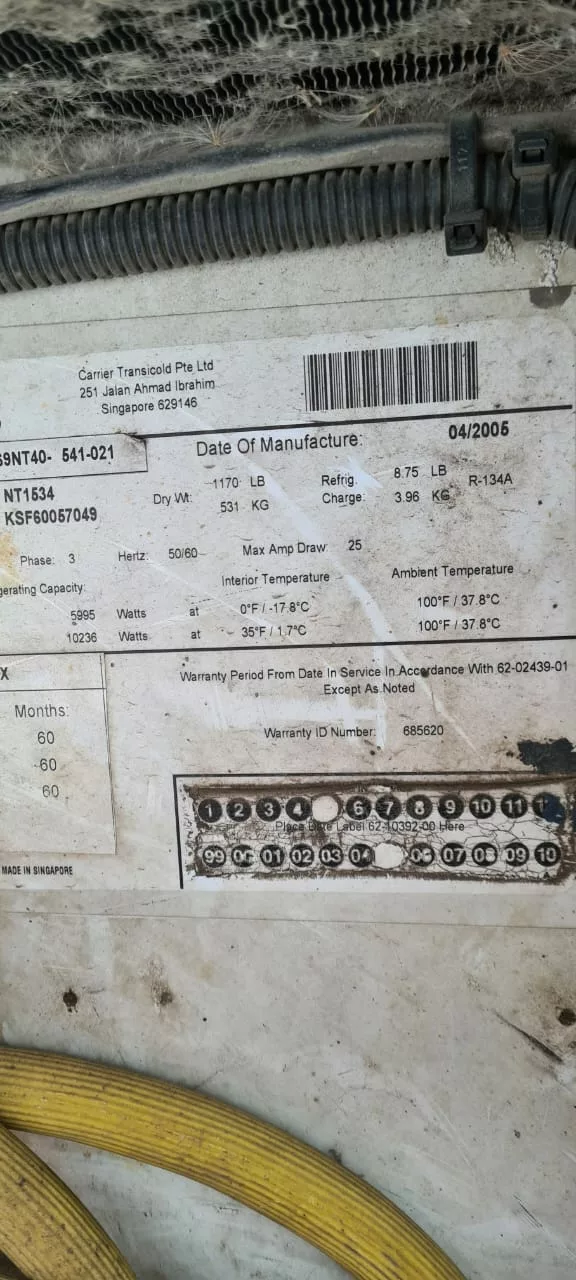 Carrier Transicold Pte Ltd
251 Jalan Ahmad Ibrahim
Singapore 629146
69NT40- 541-021
Date Of Manufacture: 04/2005
NT1534
KSF60057049
Dry Wt: 1170 LB 531 KG
Refrig. Charge: 8.75 LB 3.96 KG R-134A
Phase: 3 Hertz: 50/60 Max Amp Draw: 25
erating Capacity: Interior Temperature Ambient Temperature
5995 Watts at 0°F / -17.8°C 100°F / 37.8°C
10236 Watts at 35°F / 1.7°C 100°F / 37.8°C
X
Warranty Period From Date In Service In Accordance With 62-02439-01
Except As Noted
Months:
60
60
60
Warranty ID Number: 685620
1 2 3 4 6 7 8 9 10 11
Place Date Label 62-10392-00 Here
99 00 01 02 03 04 06 07 08 09 10
MADE IN SINGAPORE